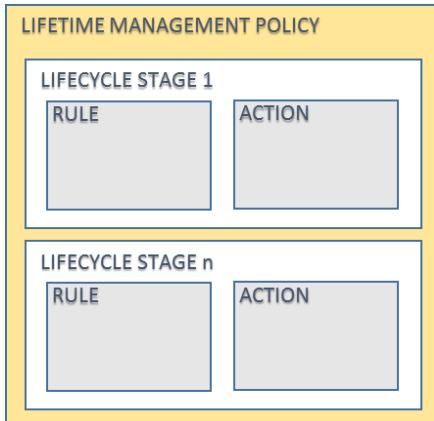 LIFETIME MANAGEMENT POLICY
LIFECYCLE STAGE 1
RULE
ACTION
LIFECYCLE STAGE n
RULE
ACTION